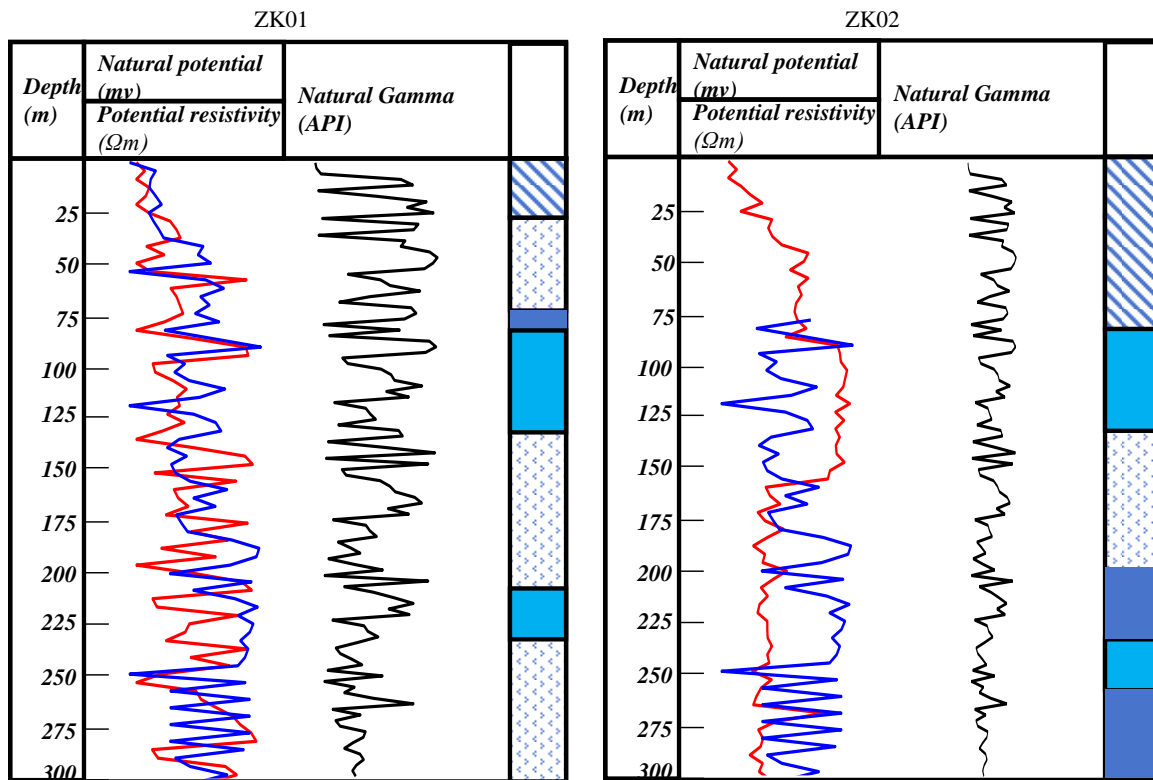 ZK01
Depth
(m)
Natural potential
(mv)
Potential resistivity
(Ωm)
Natural Gamma
(API)
25
50
75
100
125
150
175
200
225
250
275
300
ZK02
Depth
(m)
Natural potential
(mv)
Potential resistivity
(Ωm)
Natural Gamma
(API)
25
50
75
100
125
150
175
200
225
250
275
300